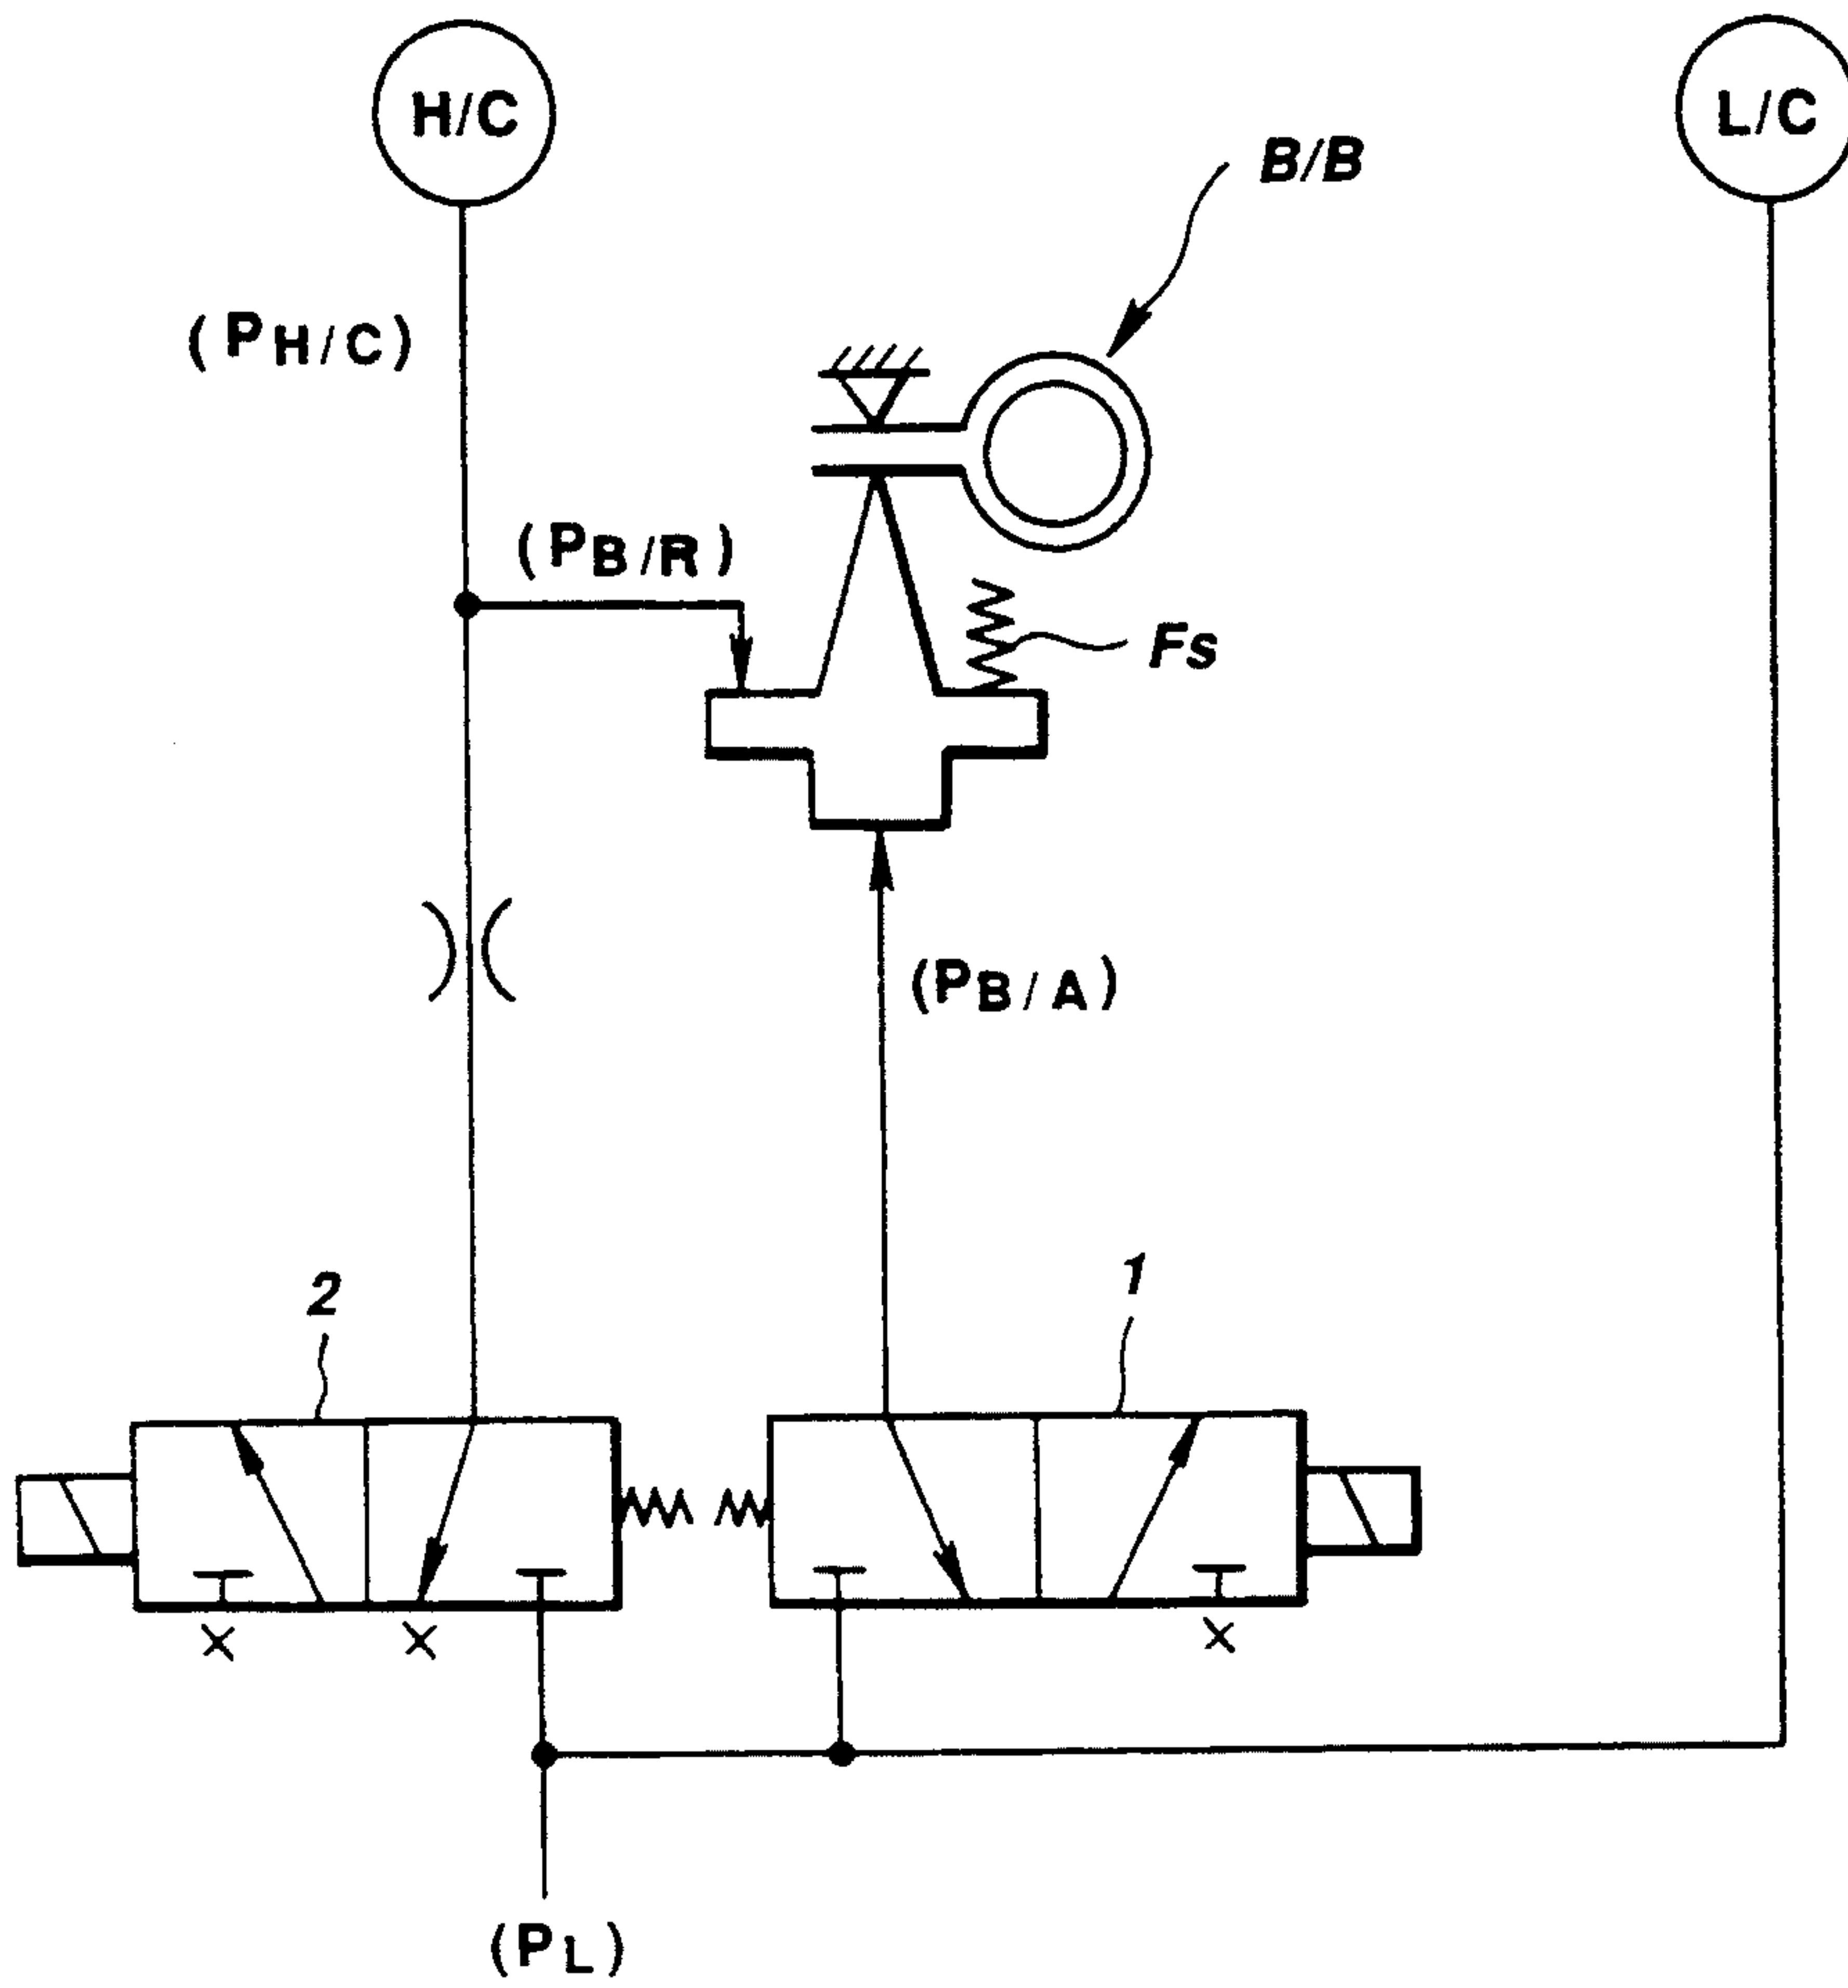 H/C
L/C
B/B
(PH/C)
(PB/R)
FS
(PB/A)
2
1
X
X
X
(PL)